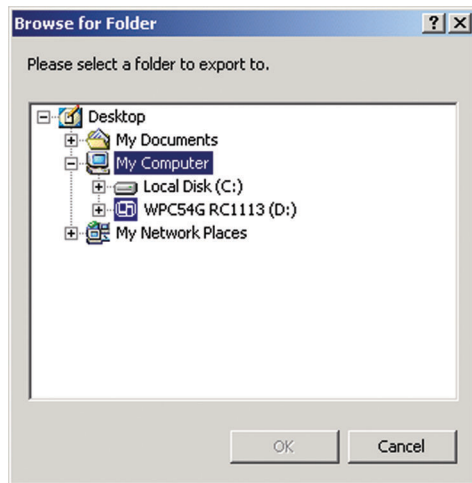 Browse for Folder
Please select a folder to export to.
Desktop
My Documents
My Computer
Local Disk (C:)
WPC54G RC1113 (D:)
My Network Places
OK
Cancel